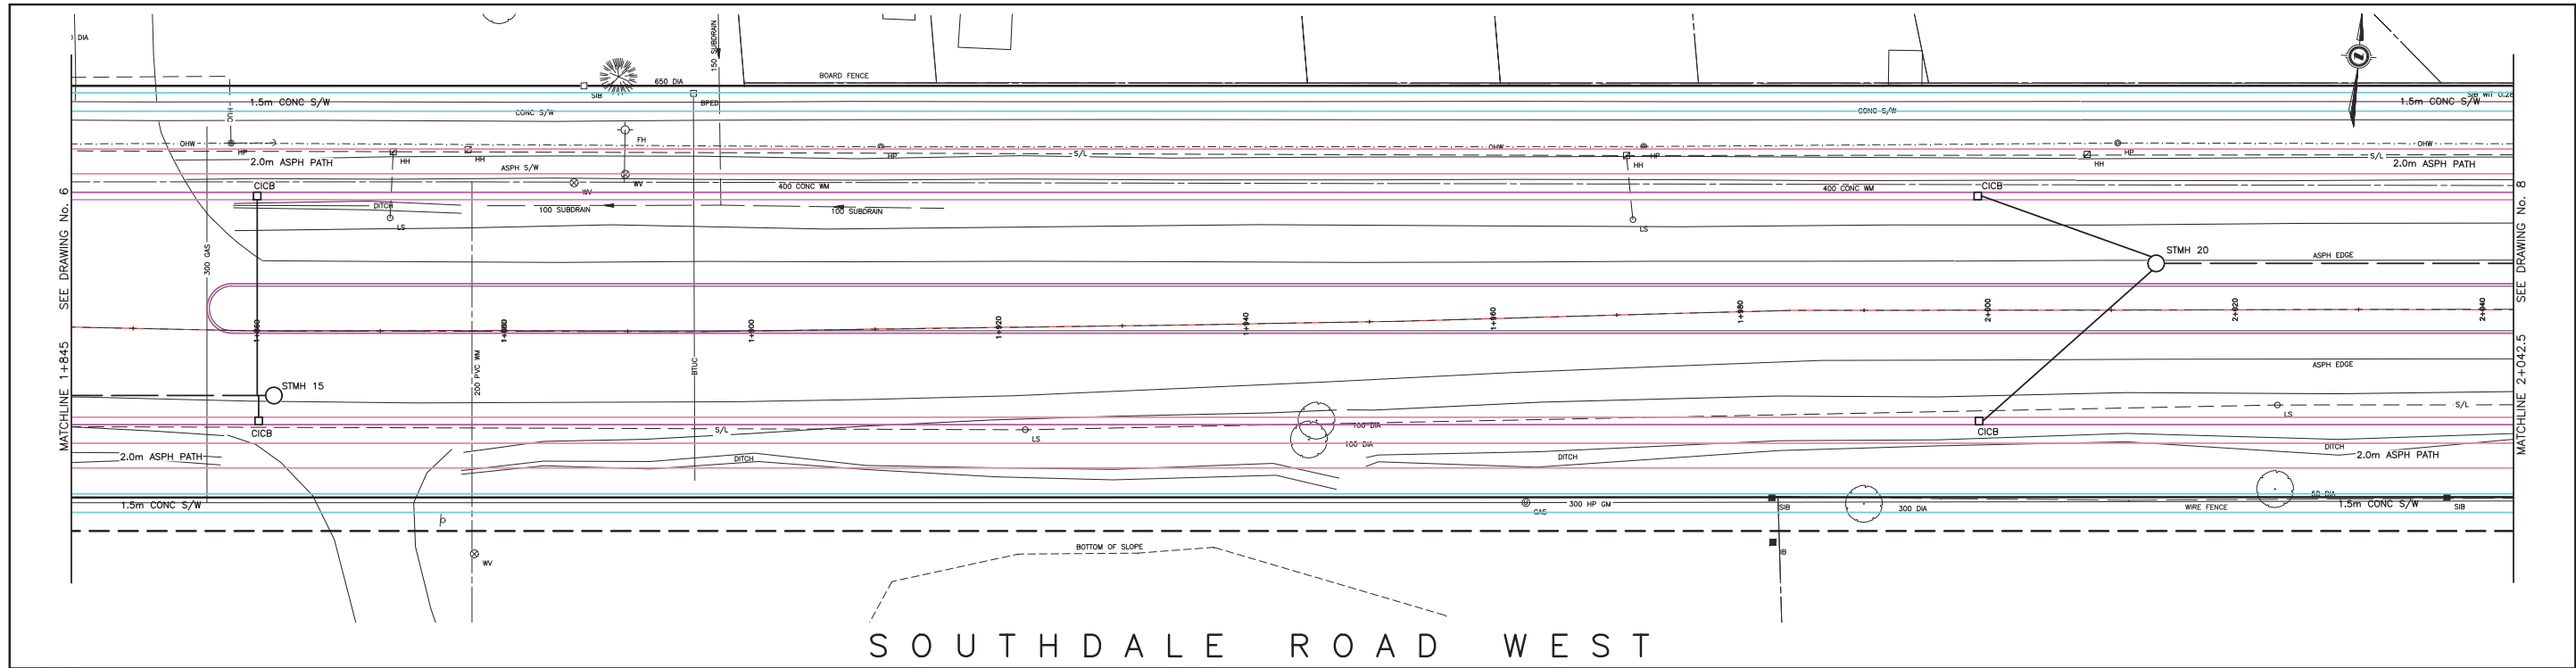 DIA
150 SUBDRAIN
650 DIA
BOARD FENCE
SIB
BPED
1.5m CONC S/W
CONC S/W
CONC S/W
1.5m CONC S/W
FH
OHW
HP
HH
HH
HP
OHW
S/L
HP
HH
HP
HH
OHW
S/L
2.0m ASPH PATH
ASPH S/W
2.0m ASPH PATH
CICB
WV
WV
400 CONC WM
400 CONC WM
CICB
DITCH
100 SUBDRAIN
100 SUBDRAIN
LS
LS
300 GAS
STMH 20
ASPH EDGE
MATCHLINE 1+845 SEE DRAWING No. 6
MATCHLINE 2+042.5 SEE DRAWING No. 8
1+900
1+920
1+940
1+960
1+980
2+000
2+020
2+040
BTUC
200 PVC WM
ASPH EDGE
STMH 15
CICB
S/L
LS
100 DIA
100 DIA
CICB
LS
S/L
2.0m ASPH PATH
DITCH
DITCH
DITCH
2.0m ASPH PATH
1.5m CONC S/W
GAS
300 HP GM
SIB
300 DIA
WIRE FENCE
50 DIA
1.5m CONC S/W
SIB
WV
BOTTOM OF SLOPE
IB
SOUTHDALE ROAD WEST